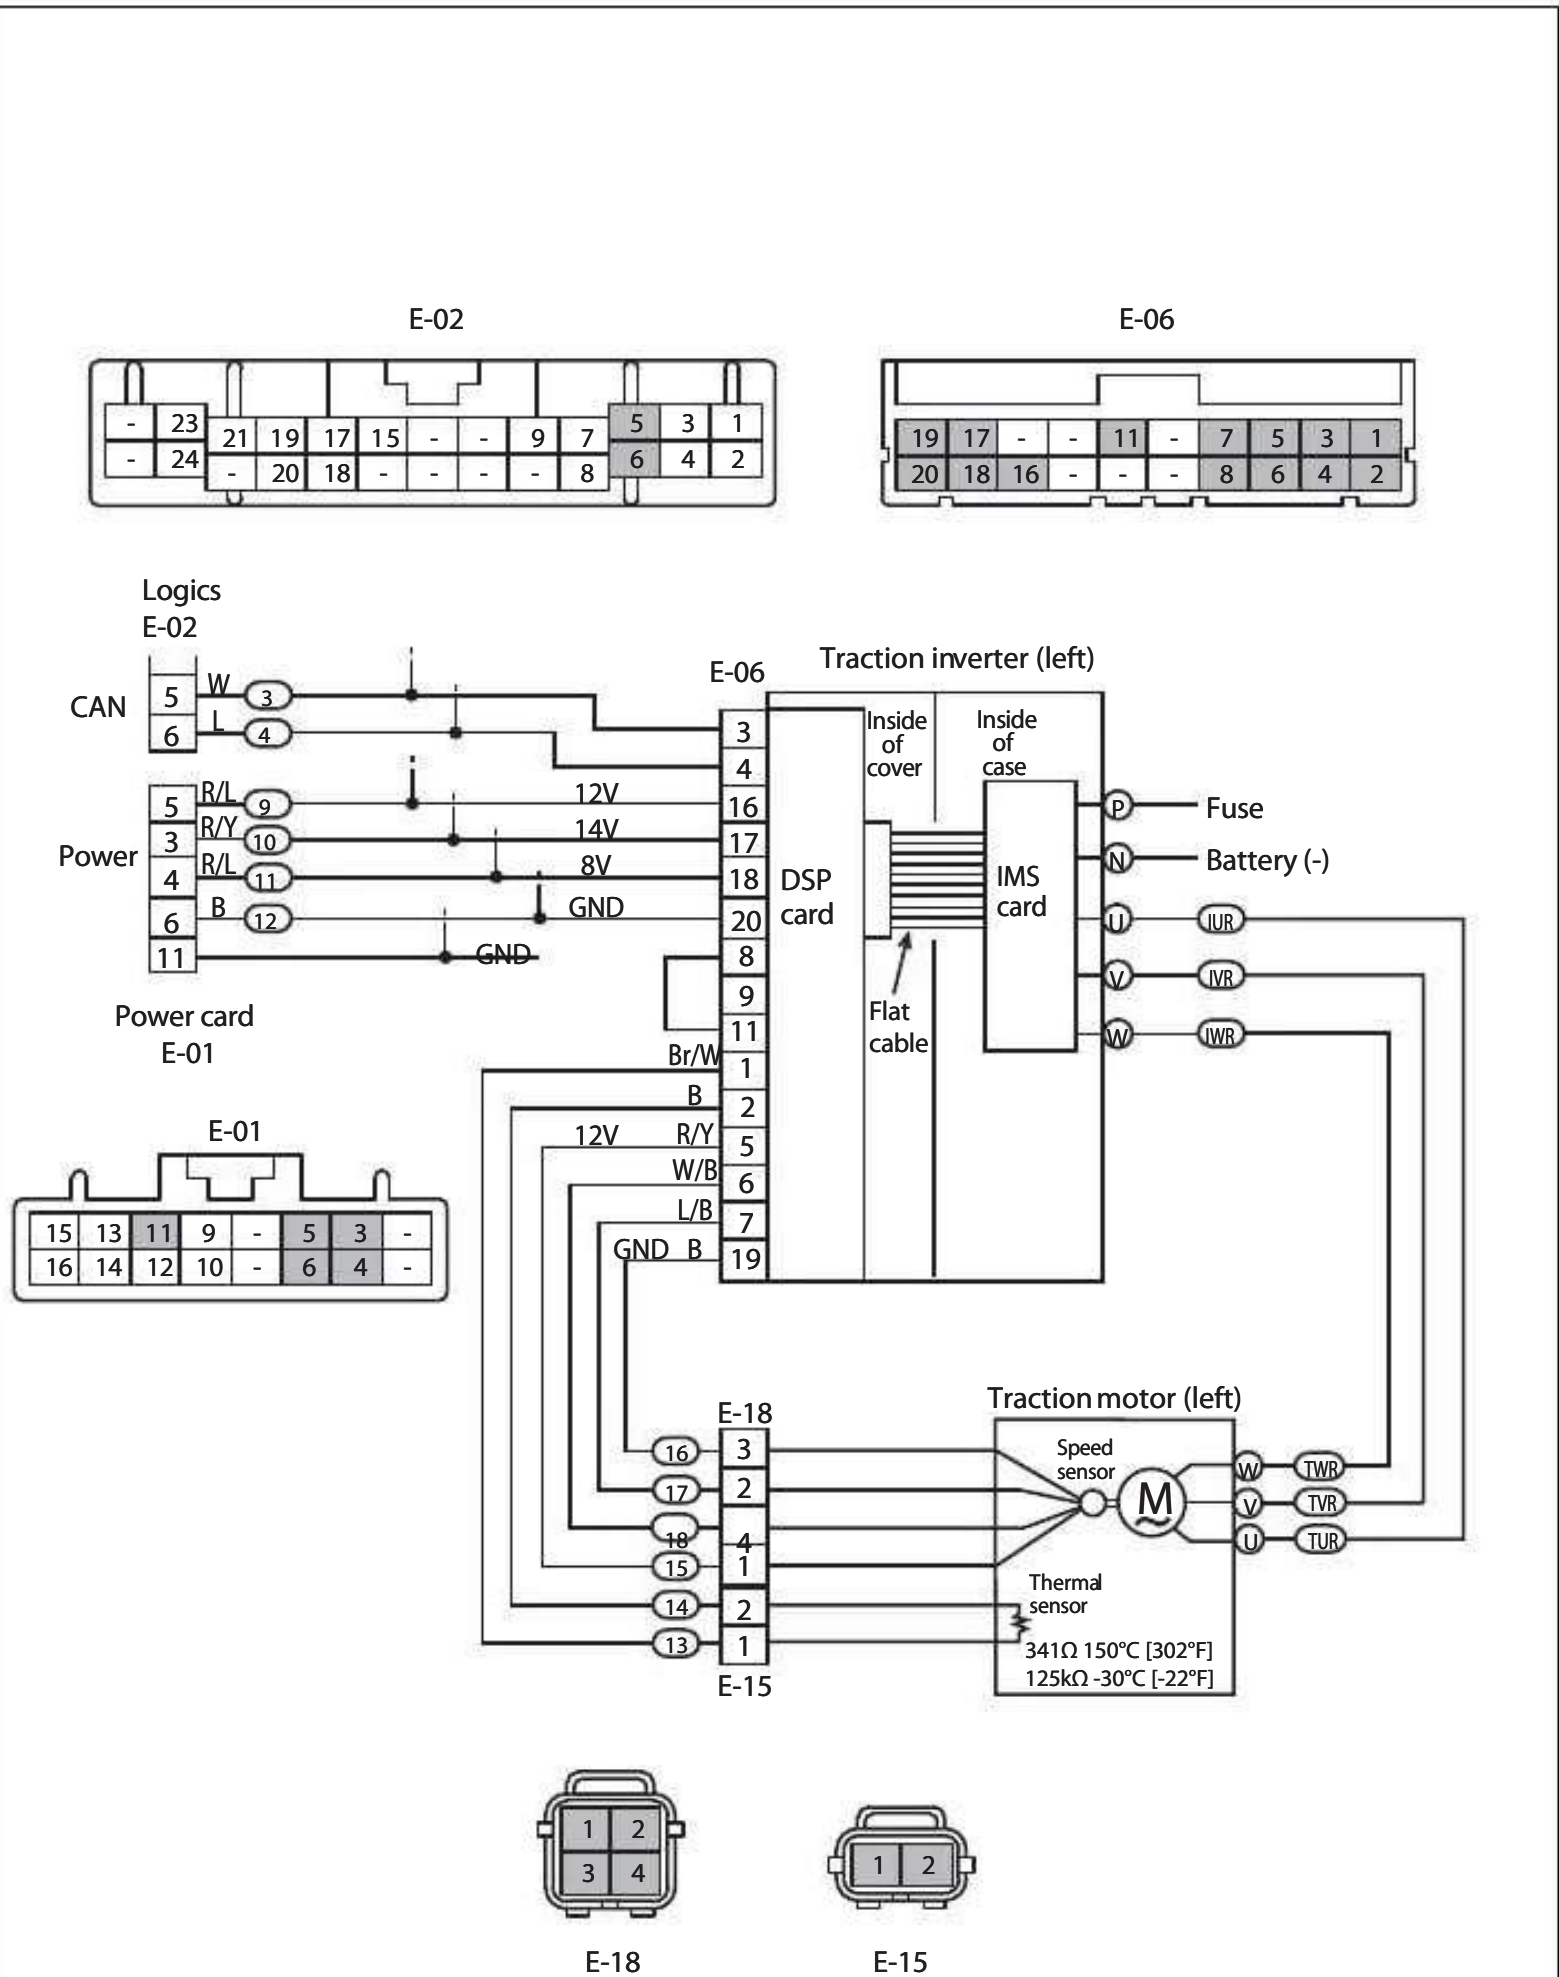 E-02
E-06
- 23 21 19 17 15 - - 9 7 5 3 1
- 24 - 20 18 - - - - 8 6 4 2
19 17 - - 11 - 7 5 3 1
20 18 16 - - - 8 6 4 2
Logics
E-02
CAN
5 W 3
6 L 4
Power
5 R/L 9 12V
3 R/Y 10 14V
4 R/L 11 8V
6 B 12 GND
11 GND
Power card
E-01
E-06
Traction inverter (left)
3
4
16
17
18
20
8
9
11
Br/W 1
B 2
12V R/Y 5
W/B 6
L/B 7
GND B 19
DSP
card
Inside
of
cover
Inside
of
case
IMS
card
Flat
cable
P Fuse
N Battery (-)
U IUR
V IVR
W IWR
E-01
15 13 11 9 - 5 3 -
16 14 12 10 - 6 4 -
E-18
16 3
17 2
18 4
15 1
14 2
13 1
E-15
Traction motor (left)
Speed
sensor
M
W TWR
V TVR
U TUR
Thermal
sensor
341Ω 150°C [302°F]
125kΩ -30°C [-22°F]
1 2
3 4
E-18
1 2
E-15